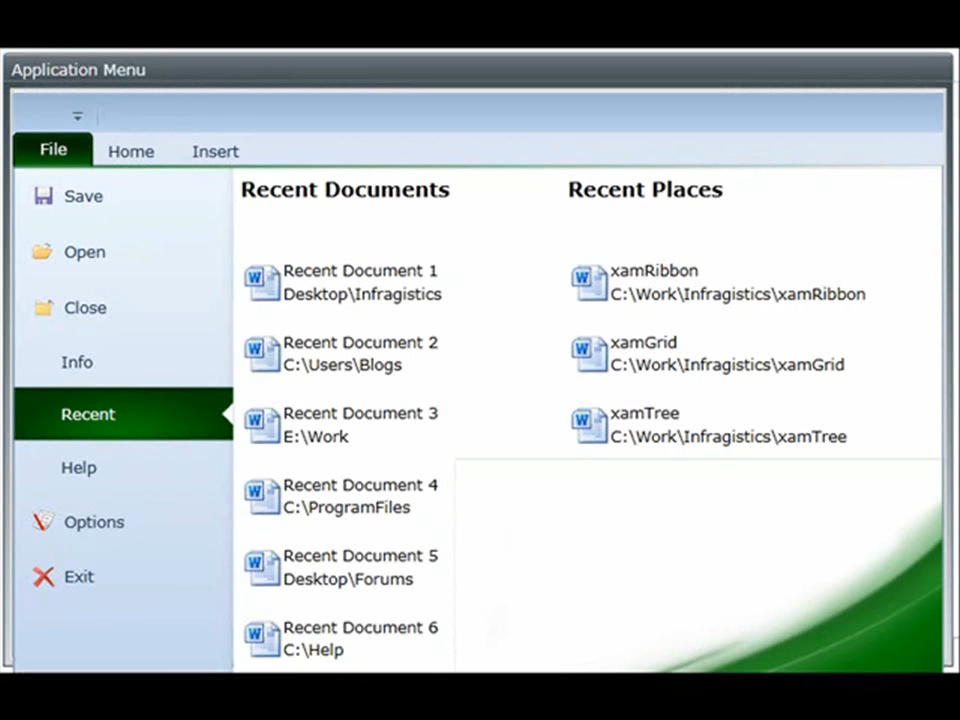 Application Menu
File
Home
Insert
Save
Open
Close
Info
Recent
Help
Options
Exit
Recent Documents
Recent Document 1
Desktop\Infragistics
Recent Document 2
C:\Users\Blogs
Recent Document 3
E:\Work
Recent Document 4
C:\ProgramFiles
Recent Document 5
Desktop\Forums
Recent Document 6
C:\Help
Recent Places
xamRibbon
C:\Work\Infragistics\xamRibbon
xamGrid
C:\Work\Infragistics\xamGrid
xamTree
C:\Work\Infragistics\xamTree